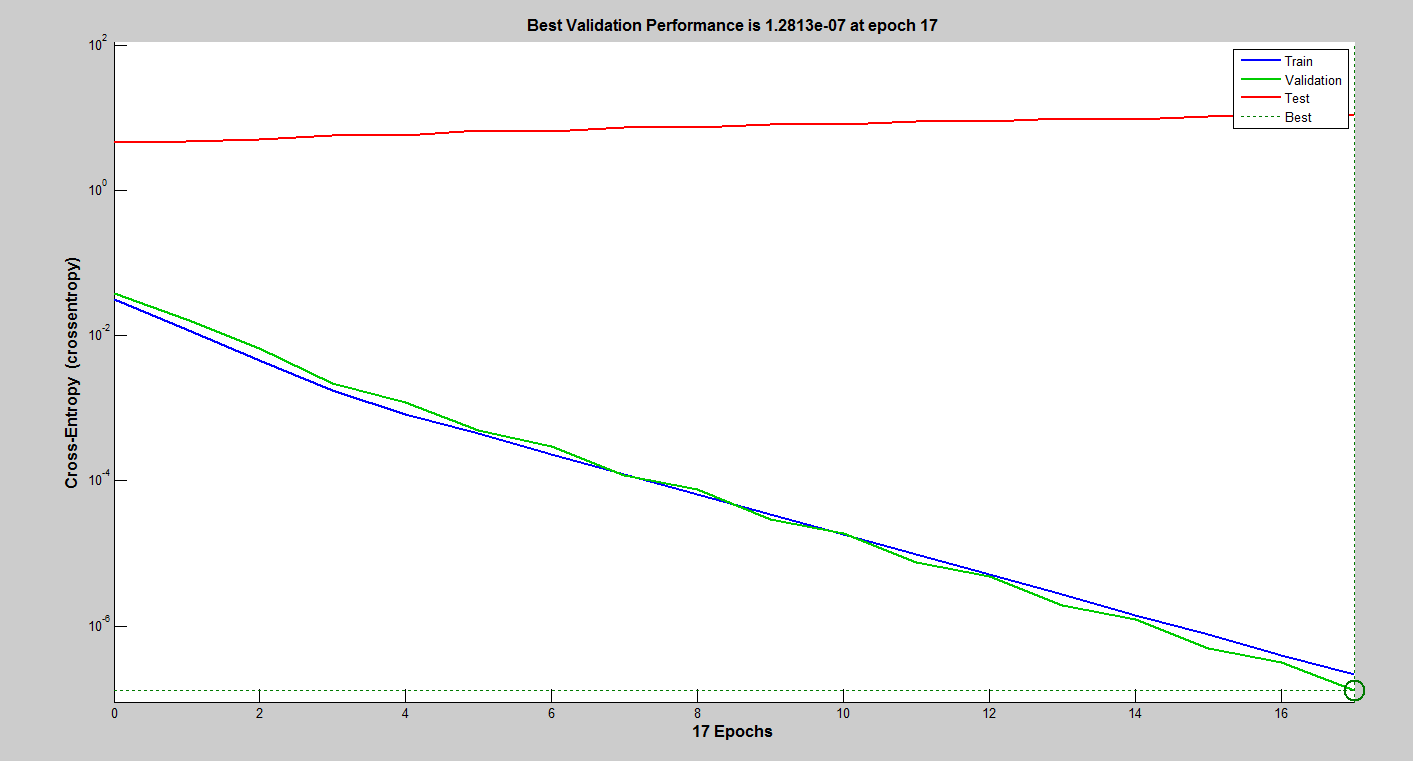 Best Validation Performance is 1.2813e-07 at epoch 17
10^2
10^0
10^-2
10^-4
10^-6
Cross-Entropy (crossentropy)
Train
Validation
Test
Best
0 2 4 6 8 10 12 14 16
17 Epochs